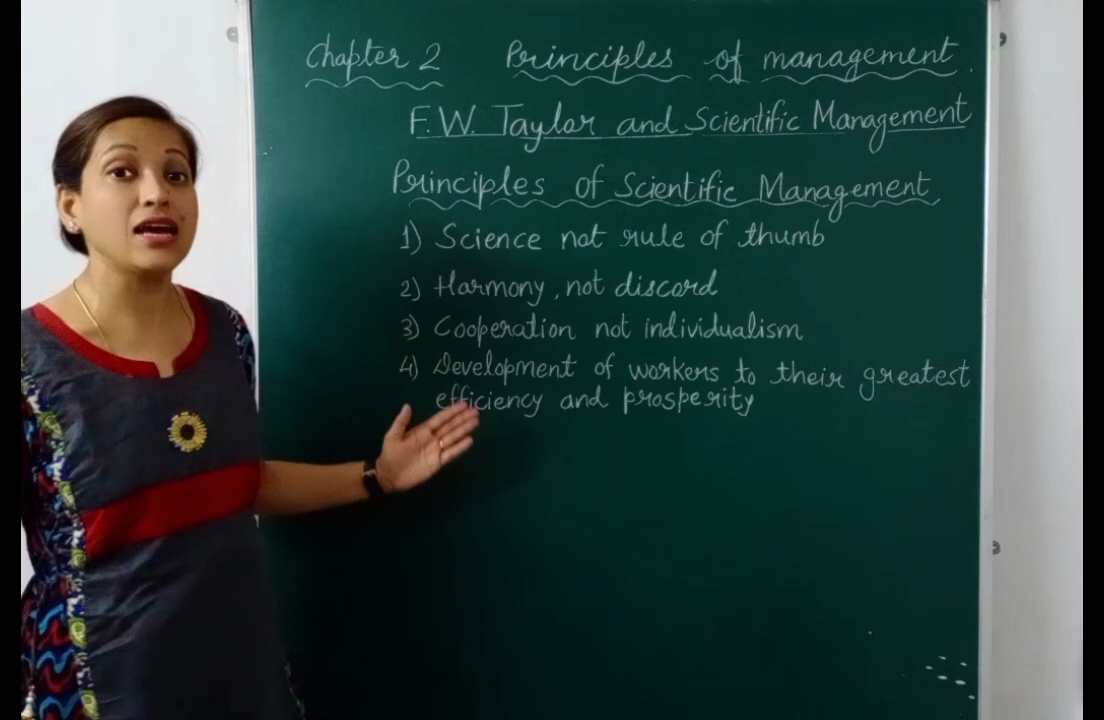 Chapter 2 Principles of management.
F.W. Taylor and Scientific Management
Principles of Scientific Management
1) Science not rule of thumb
2) Harmony, not discord
3) Cooperation not individualism
4) Development of workers to their greatest
efficiency and prosperity